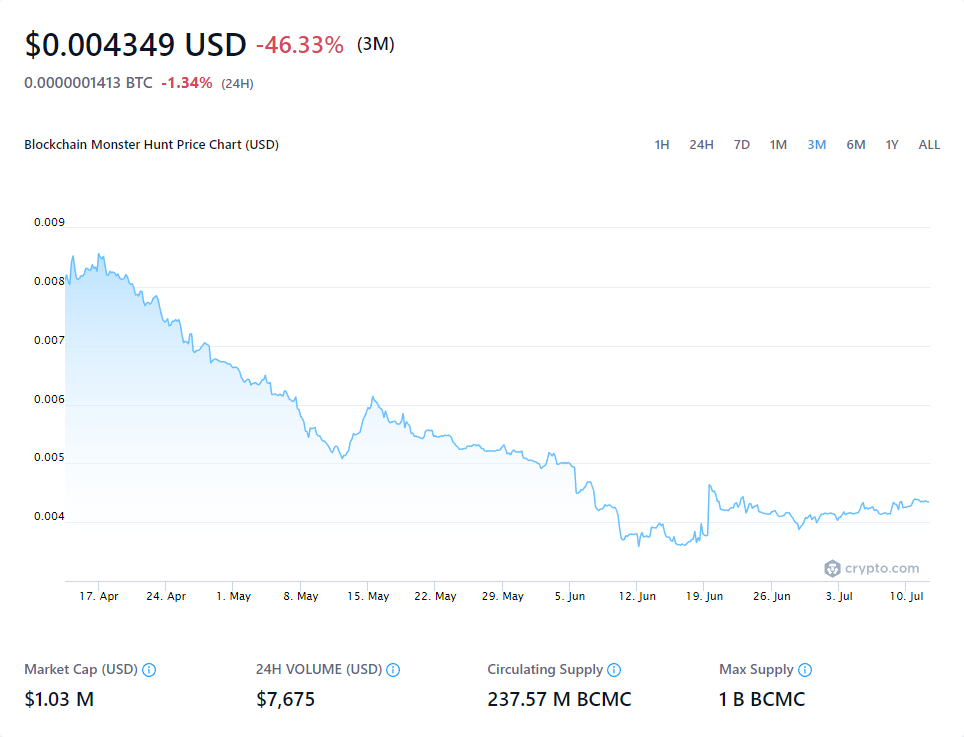 $0.004349 USD -46.33% (3M)
0.0000001413 BTC -1.34% (24H)
Blockchain Monster Hunt Price Chart (USD) 1H 24H 7D 1M 3M 6M 1Y ALL
0.009
0.008
0.007
0.006
0.005
0.004
crypto.com
17. Apr 24. Apr 1. May 8. May 15. May 22. May 29. May 5. Jun 12. Jun 19. Jun 26. Jun 3. Jul 10. Jul
Market Cap (USD) 24H VOLUME (USD) Circulating Supply Max Supply
$1.03 M $7,675 237.57 M BCMC 1 B BCMC